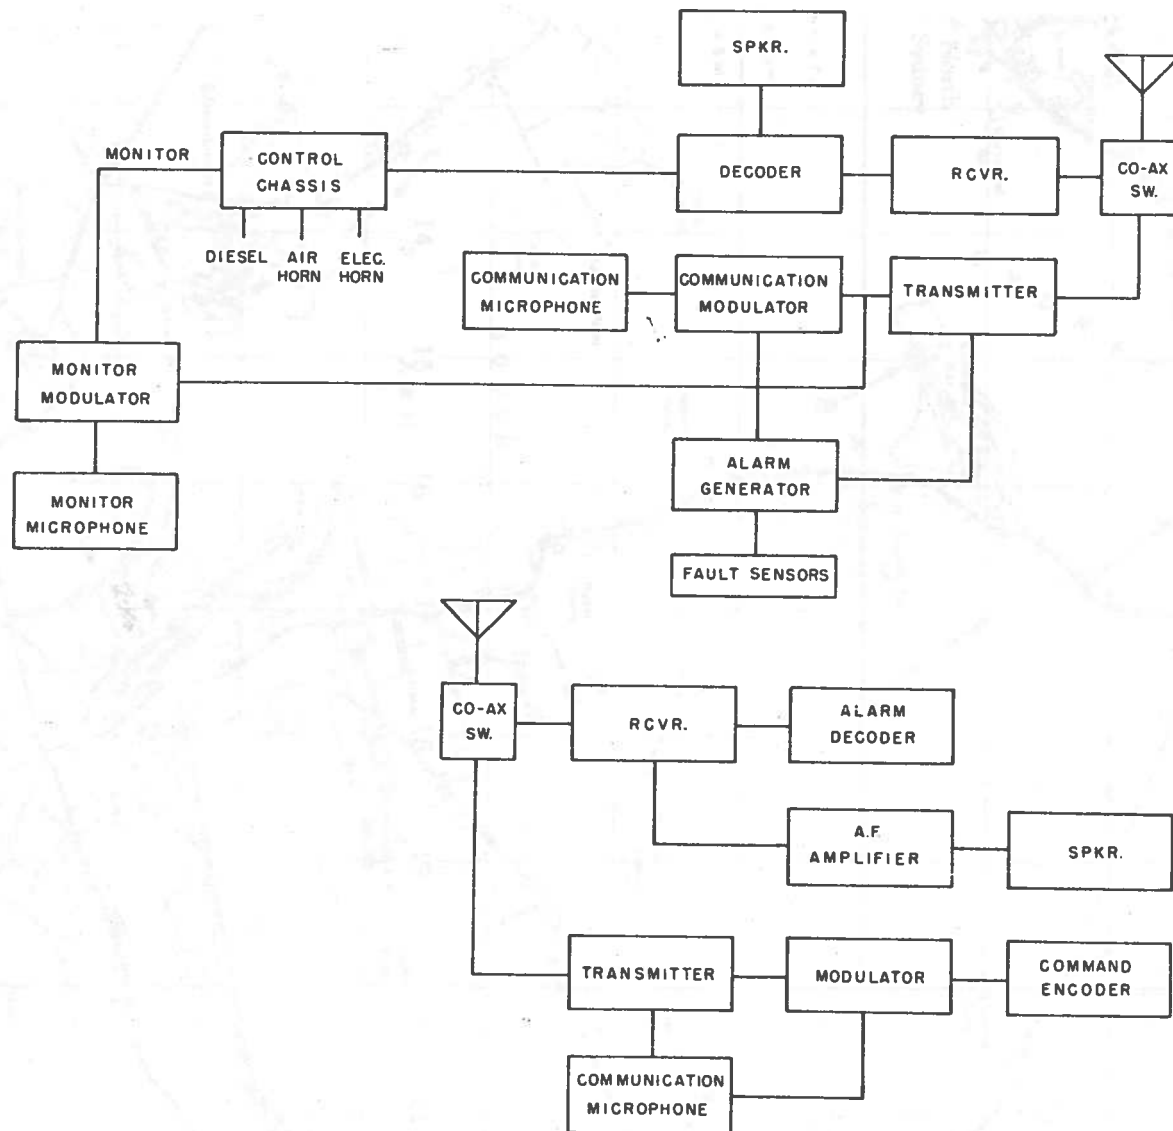 SPKR.
MONITOR
CONTROL
CHASSIS
DECODER
RCVR.
CO-AX
SW.
DIESEL
AIR
HORN
ELEC.
HORN
COMMUNICATION
MICROPHONE
COMMUNICATION
MODULATOR
TRANSMITTER
MONITOR
MODULATOR
ALARM
GENERATOR
MONITOR
MICROPHONE
FAULT SENSORS
CO-AX
SW.
RCVR.
ALARM
DECODER
A.F.
AMPLIFIER
SPKR.
TRANSMITTER
MODULATOR
COMMAND
ENCODER
COMMUNICATION
MICROPHONE